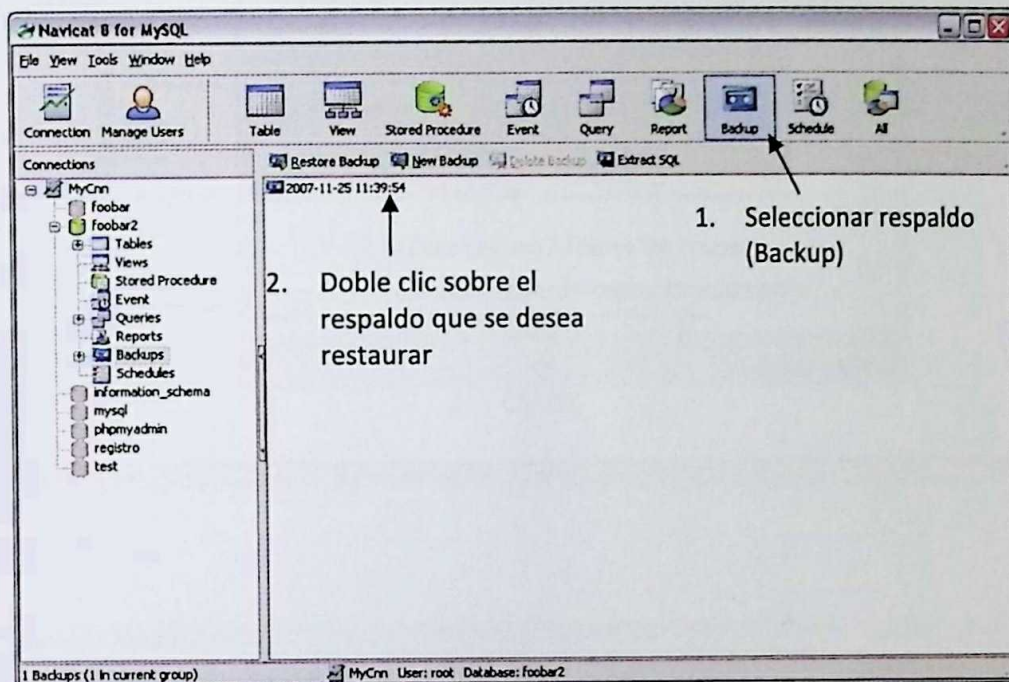 Navicat 8 for MySQL
File View Tools Window Help
Connection Manage Users Table View Stored Procedure Event Query Report Backup Schedule All
Connections
Restore Backup New Backup Delete Backup Extract SQL
MyCnn
foobar
foobar2
Tables
Views
Stored Procedure
Event
Queries
Reports
Backups
Schedules
information_schema
mysql
phpmyadmin
registro
test
2007-11-25 11:39:54
1. Seleccionar respaldo
(Backup)
2. Doble clic sobre el
respaldo que se desea
restaurar
1 Backups (1 in current group) MyCnn User: root Database: foobar2